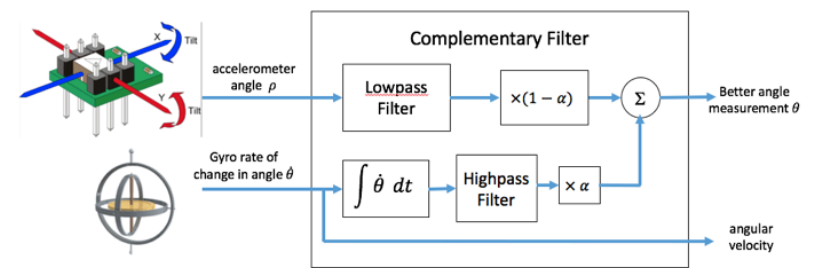 Complementary Filter
X
Tilt
Y
Tilt
accelerometer
angle ρ
Lowpass
Filter
×(1 − α)
Σ
Better angle
measurement θ
Gyro rate of
change in angle θ̇
∫ θ̇ dt
Highpass
Filter
× α
angular
velocity